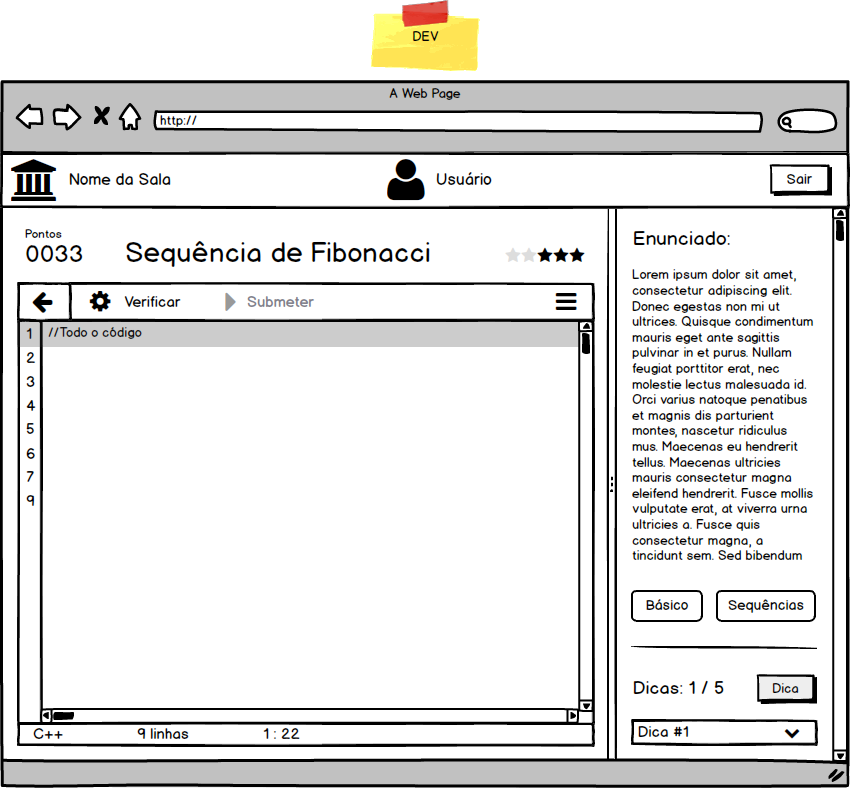 DEV
A Web Page
http://
Nome da Sala
Usuário
Sair
Pontos
0033
Sequência de Fibonacci
Verificar
Submeter
1 //Todo o código
2
3
4
5
6
7
9
C++ 9 linhas 1 : 22
Enunciado:
Lorem ipsum dolor sit amet,
consectetur adipiscing elit.
Donec egestas non mi ut
ultrices. Quisque condimentum
mauris eget ante sagittis
pulvinar in et purus. Nullam
feugiat porttitor erat, nec
molestie lectus malesuada id.
Orci varius natoque penatibus
et magnis dis parturient
montes, nascetur ridiculus
mus. Maecenas eu hendrerit
tellus. Maecenas ultricies
mauris consectetur magna
eleifend hendrerit. Fusce mollis
vulputate erat, at viverra urna
ultricies a. Fusce quis
consectetur magna, a
tincidunt sem. Sed bibendum
Básico
Sequências
Dicas: 1 / 5
Dica
Dica #1